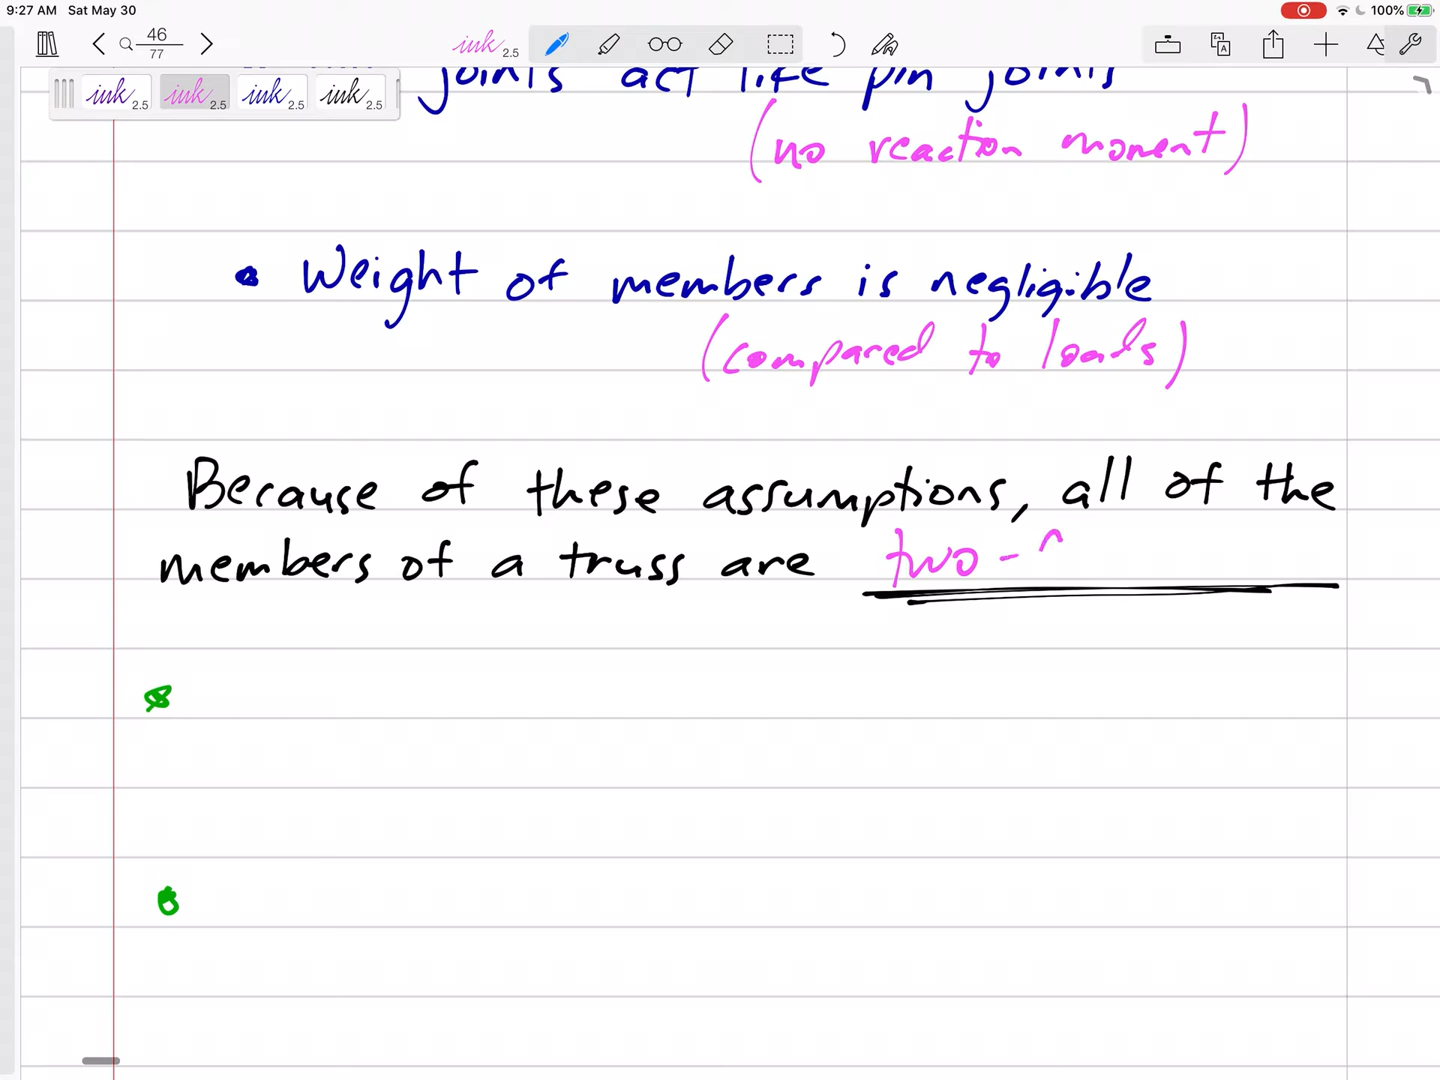 9:27 AM Sat May 30
100%
46
77
ink 2.5
ink 2.5 ink 2.5 ink 2.5 ink 2.5
joints act like pin joints
(no reaction moment)
• Weight of members is negligible
(compared to loads)
Because of these assumptions, all of the
members of a truss are two-